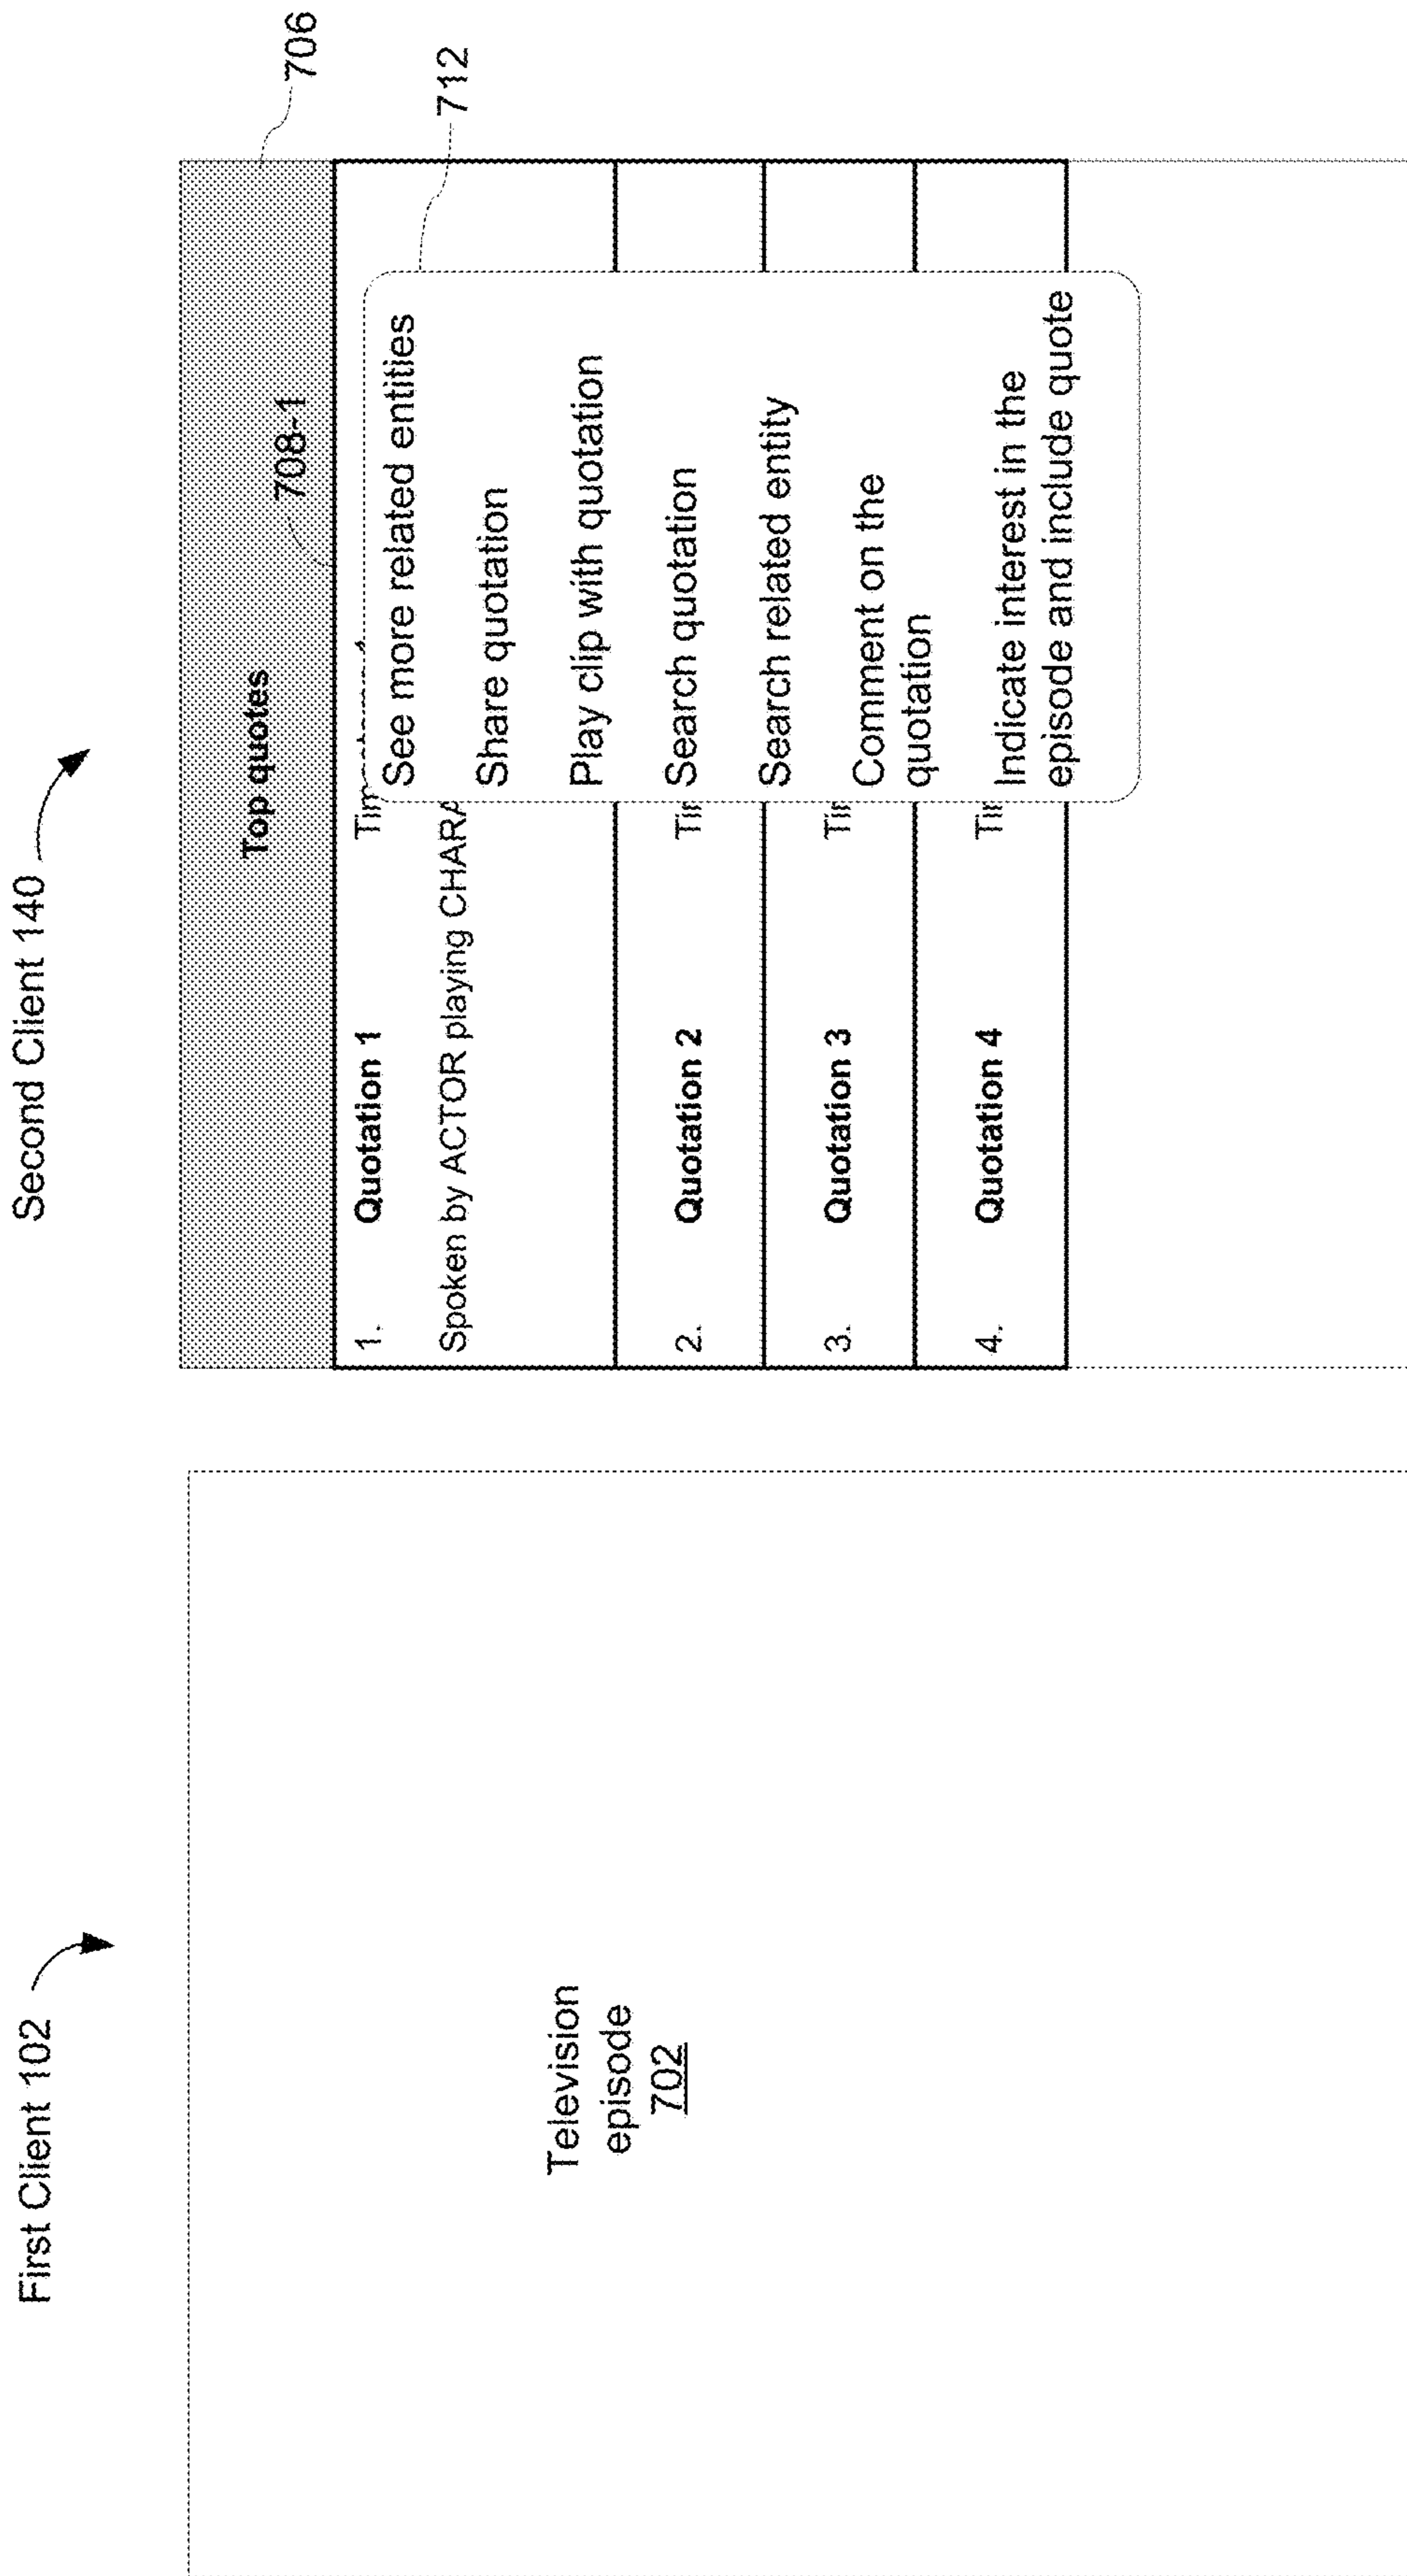 First Client 102
Television
episode
702
Second Client 140
706
Top quotes
708-1
712
1. Quotation 1
Spoken by ACTOR playing
2. Quotation 2
3. Quotation 3
4. Quotation 4
See more related entities
Share quotation
Play clip with quotation
Search quotation
Search related entity
Comment on the
quotation
Indicate interest in the
episode and include quote